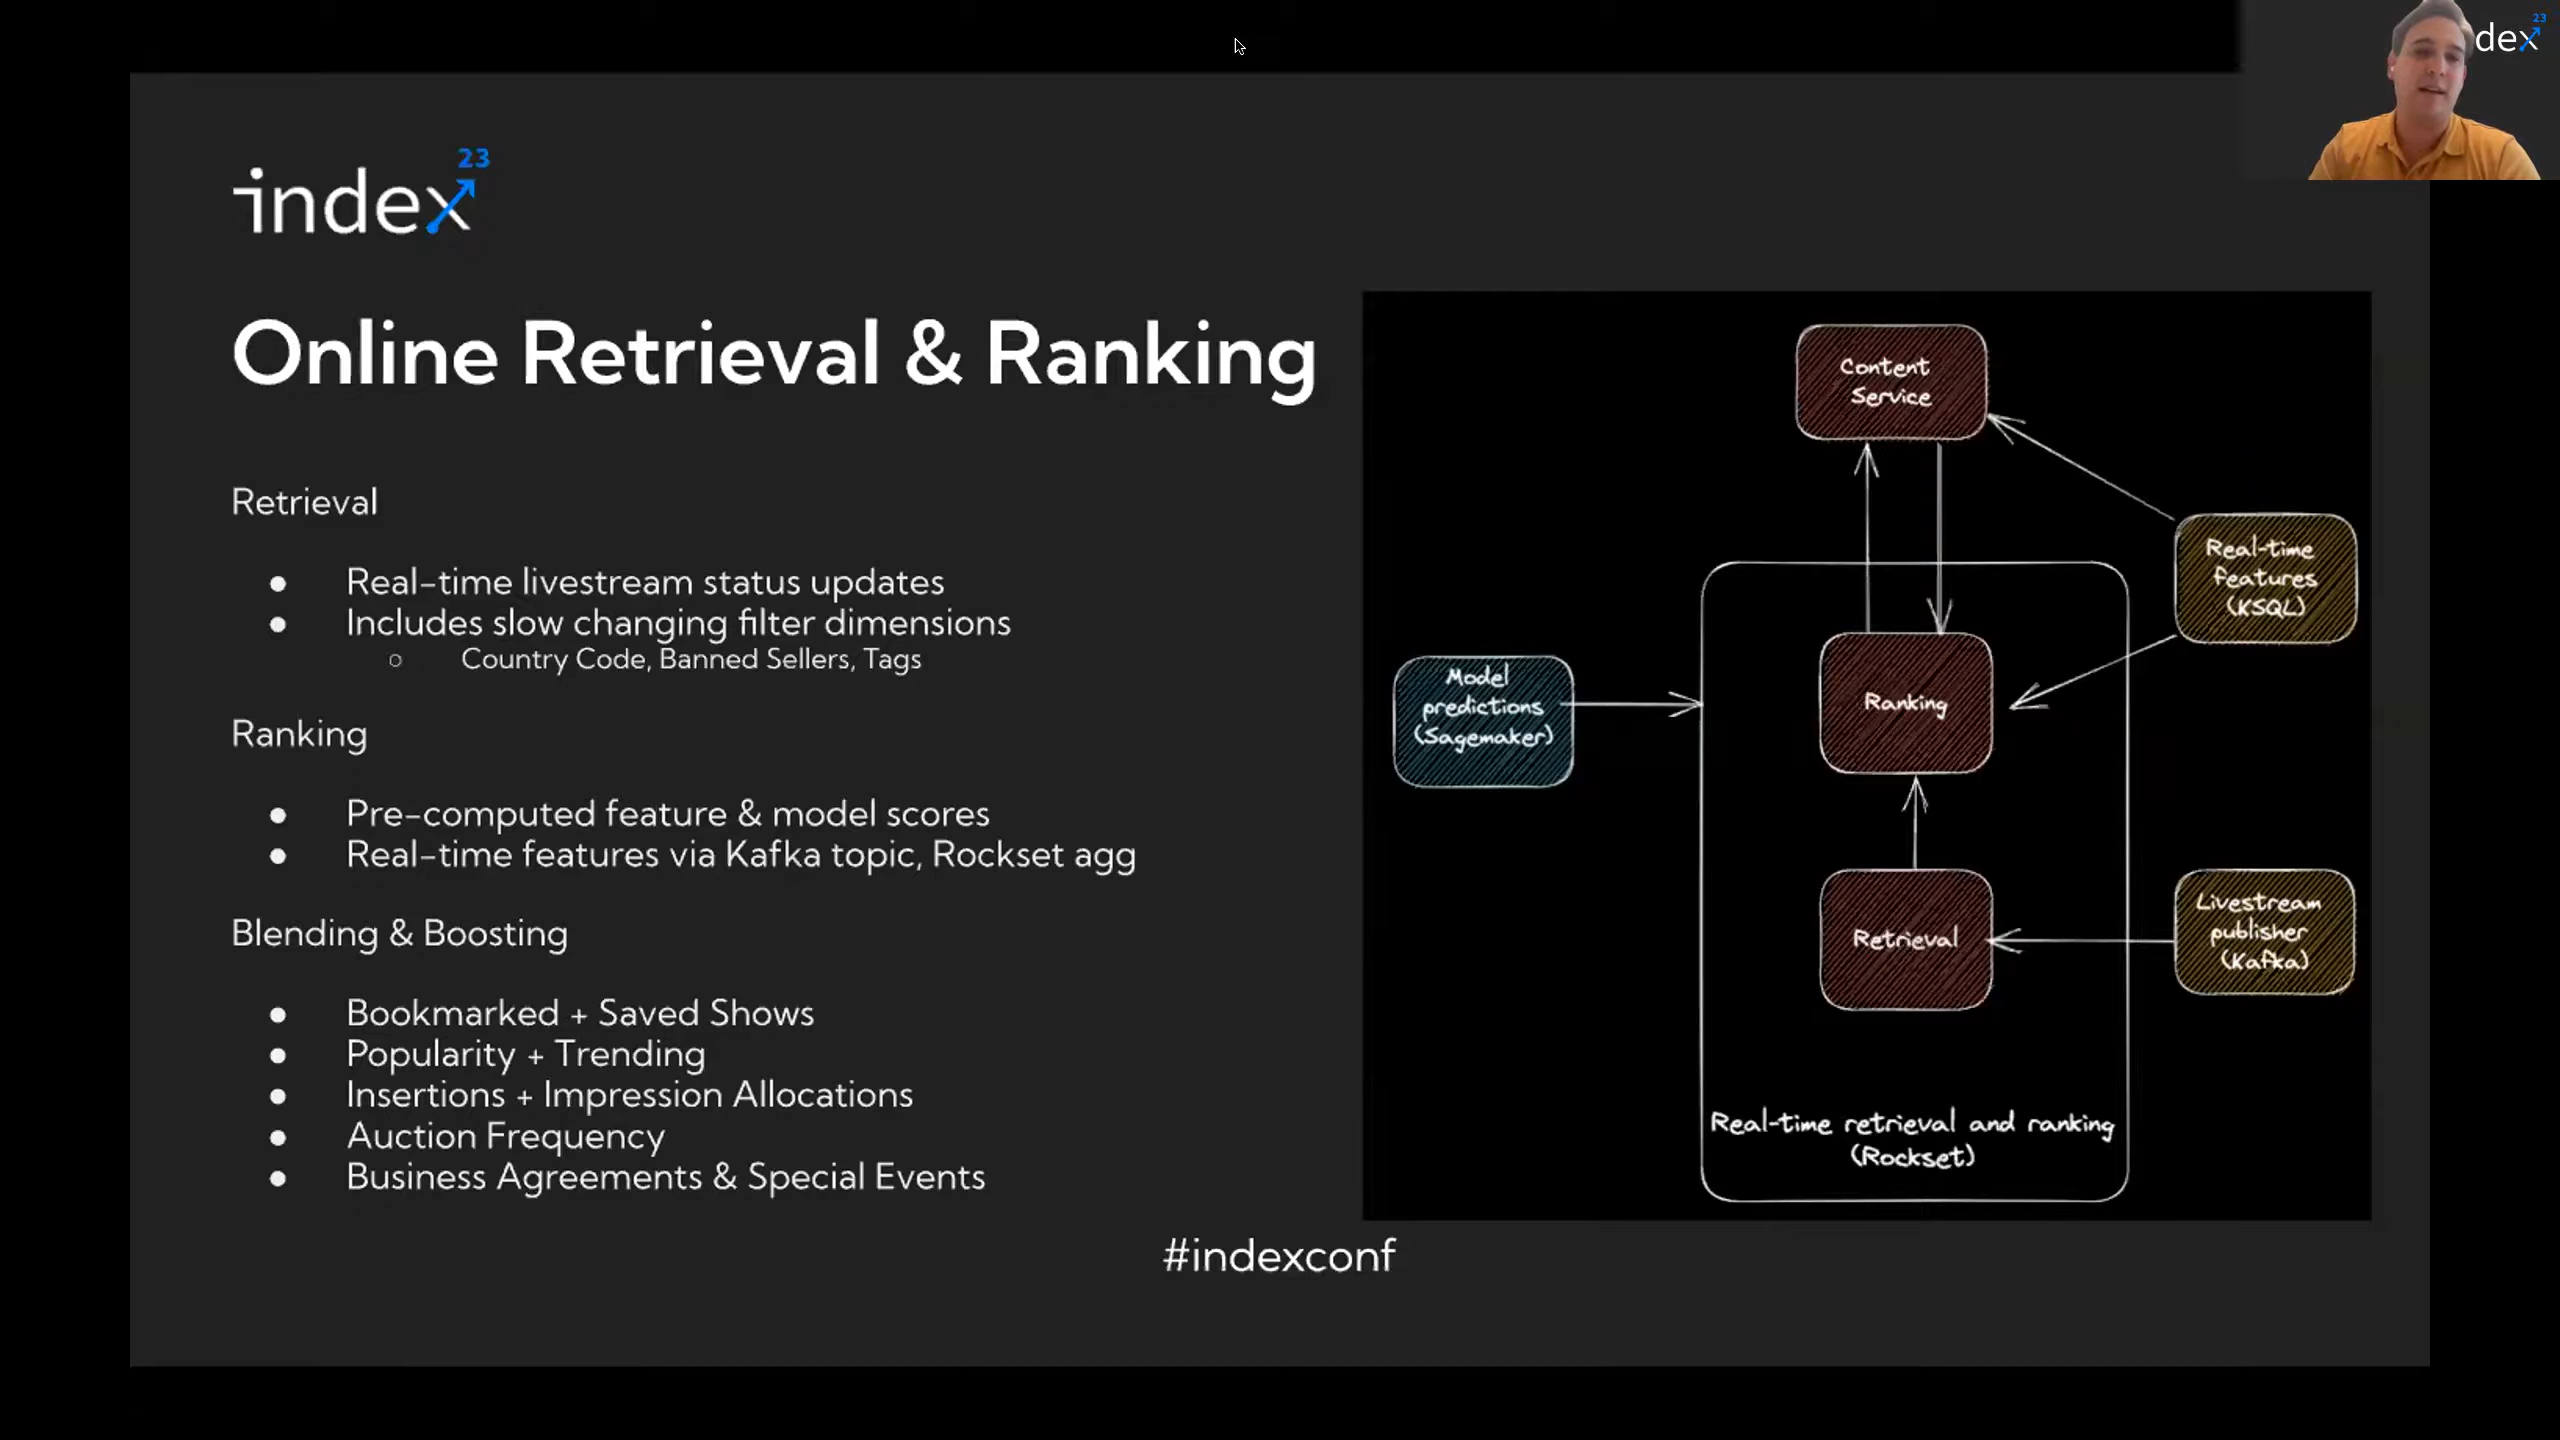 dex 23
index 23
Online Retrieval & Ranking
Retrieval
● Real-time livestream status updates
● Includes slow changing filter dimensions
○ Country Code, Banned Sellers, Tags
Ranking
● Pre-computed feature & model scores
● Real-time features via Kafka topic, Rockset agg
Blending & Boosting
● Bookmarked + Saved Shows
● Popularity + Trending
● Insertions + Impression Allocations
● Auction Frequency
● Business Agreements & Special Events
Content
Service
Real-time
features
(KSQL)
Model
predictions
(Sagemaker)
Ranking
Retrieval
Livestream
publisher
(Kafka)
Real-time retrieval and ranking
(Rockset)
#indexconf